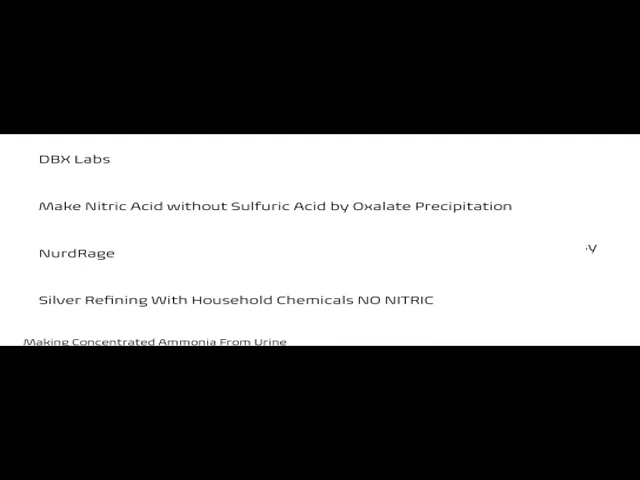 DBX Labs
Make Nitric Acid without Sulfuric Acid by Oxalate Precipitation
NurdRage
Silver Refining With Household Chemicals NO NITRIC
Making Concentrated Ammonia From Urine